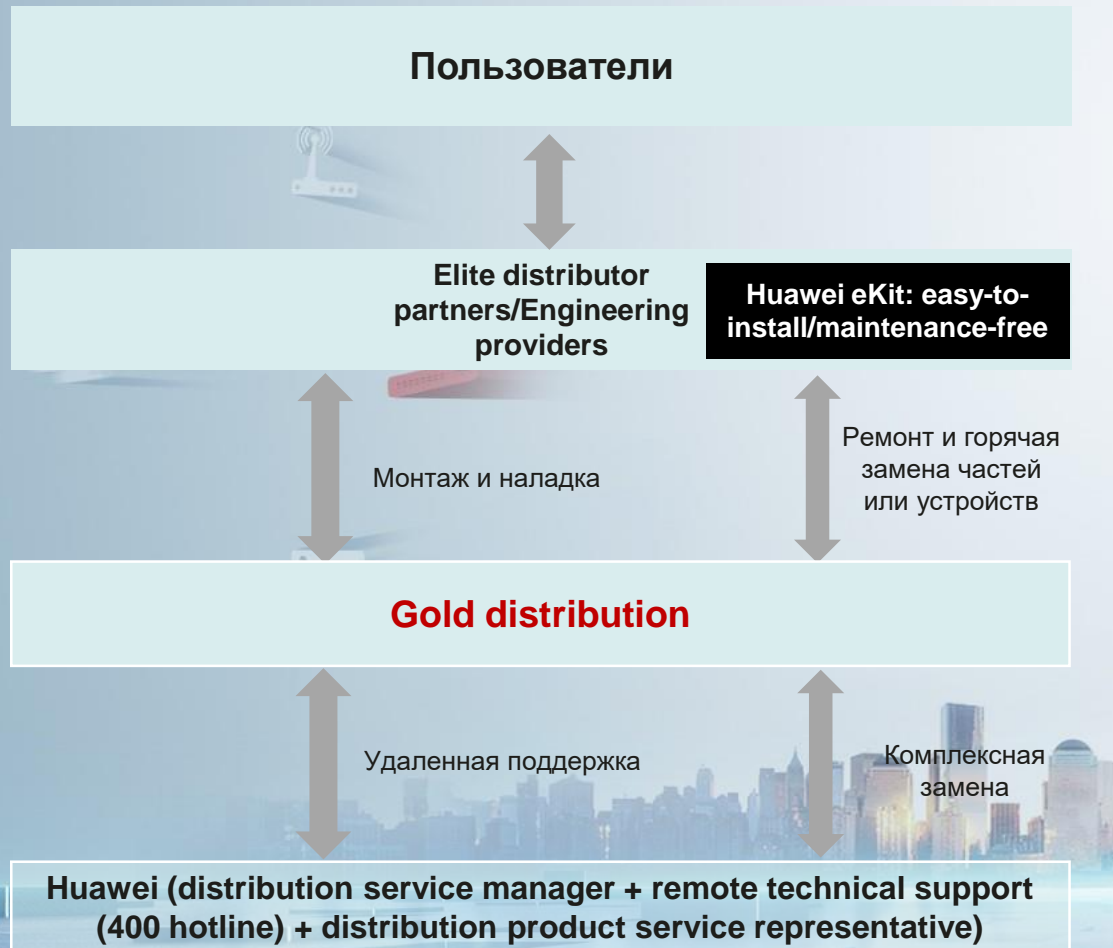 Пользователи
Elite distributor
partners/Engineering
providers
Huawei eKit: easy-to-
install/maintenance-free
Монтаж и наладка
Ремонт и горячая
замена частей
или устройств
Gold distribution
Удаленная поддержка
Комплексная
замена
Huawei (distribution service manager + remote technical support
(400 hotline) + distribution product service representative)